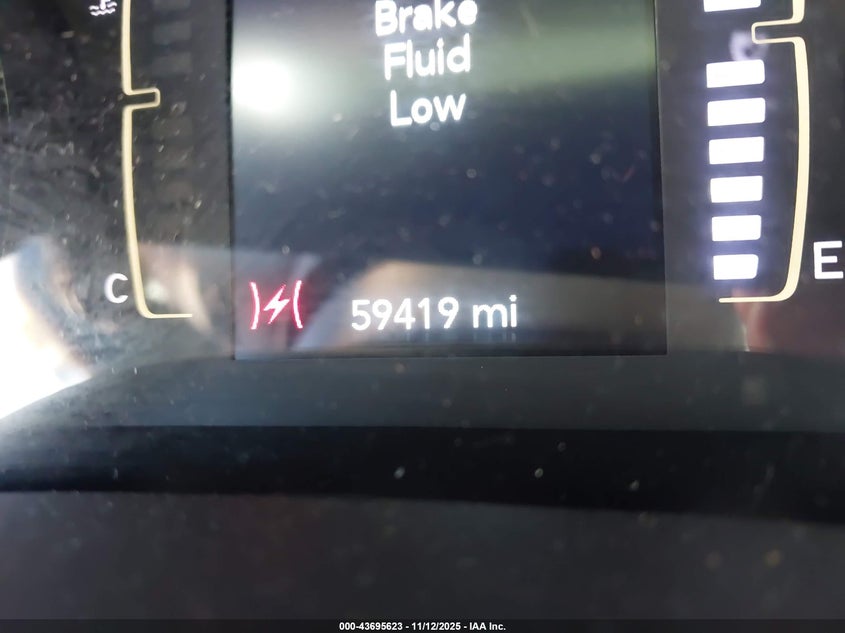 Brake
Fluid
Low
C
E
59419 mi
000-43695623 - 11/12/2025 - IAA Inc.